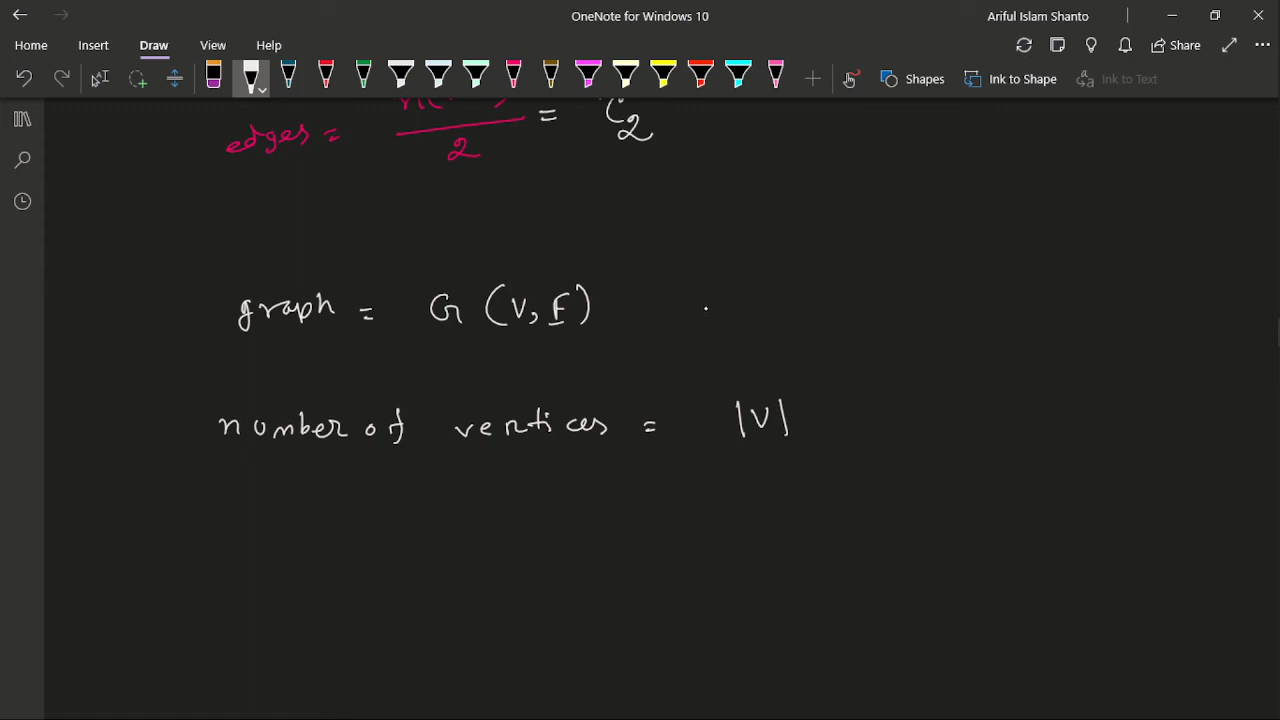 OneNote for Windows 10
Ariful Islam Shanto
Home Insert Draw View Help
Share
Shapes Ink to Shape Ink to Text
edges = 2 = C2
graph = G (V, E)
number of vertices = |V|